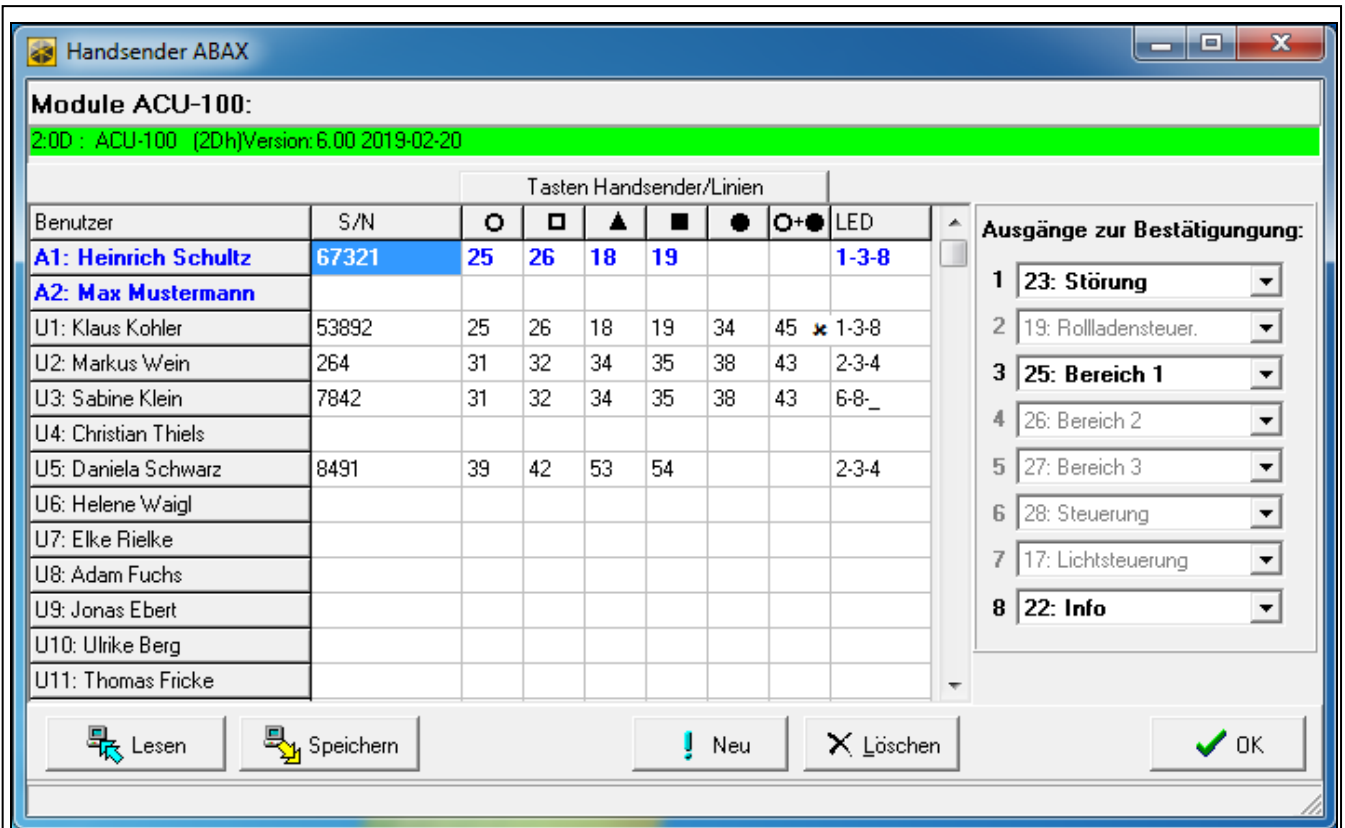 Handsender ABAX
Module ACU-100:
2:0D : ACU-100 (2Dh)Version: 6.00 2019-02-20
Tasten Handsender/Linien
Benutzer S/N LED
A1: Heinrich Schultz 67321 25 26 18 19 1-3-8
A2: Max Mustermann
U1: Klaus Kohler 53892 25 26 18 19 34 45 1-3-8
U2: Markus Wein 264 31 32 34 35 38 43 2-3-4
U3: Sabine Klein 7842 31 32 34 35 38 43 6-8-_
U4: Christian Thiels
U5: Daniela Schwarz 8491 39 42 53 54 2-3-4
U6: Helene Waigl
U7: Elke Rielke
U8: Adam Fuchs
U9: Jonas Ebert
U10: Ulrike Berg
U11: Thomas Fricke
Ausgänge zur Bestätigungung:
1 23: Störung
2 19: Rollladensteuer.
3 25: Bereich 1
4 26: Bereich 2
5 27: Bereich 3
6 28: Steuerung
7 17: Lichtsteuerung
8 22: Info
Lesen Speichern Neu Löschen OK